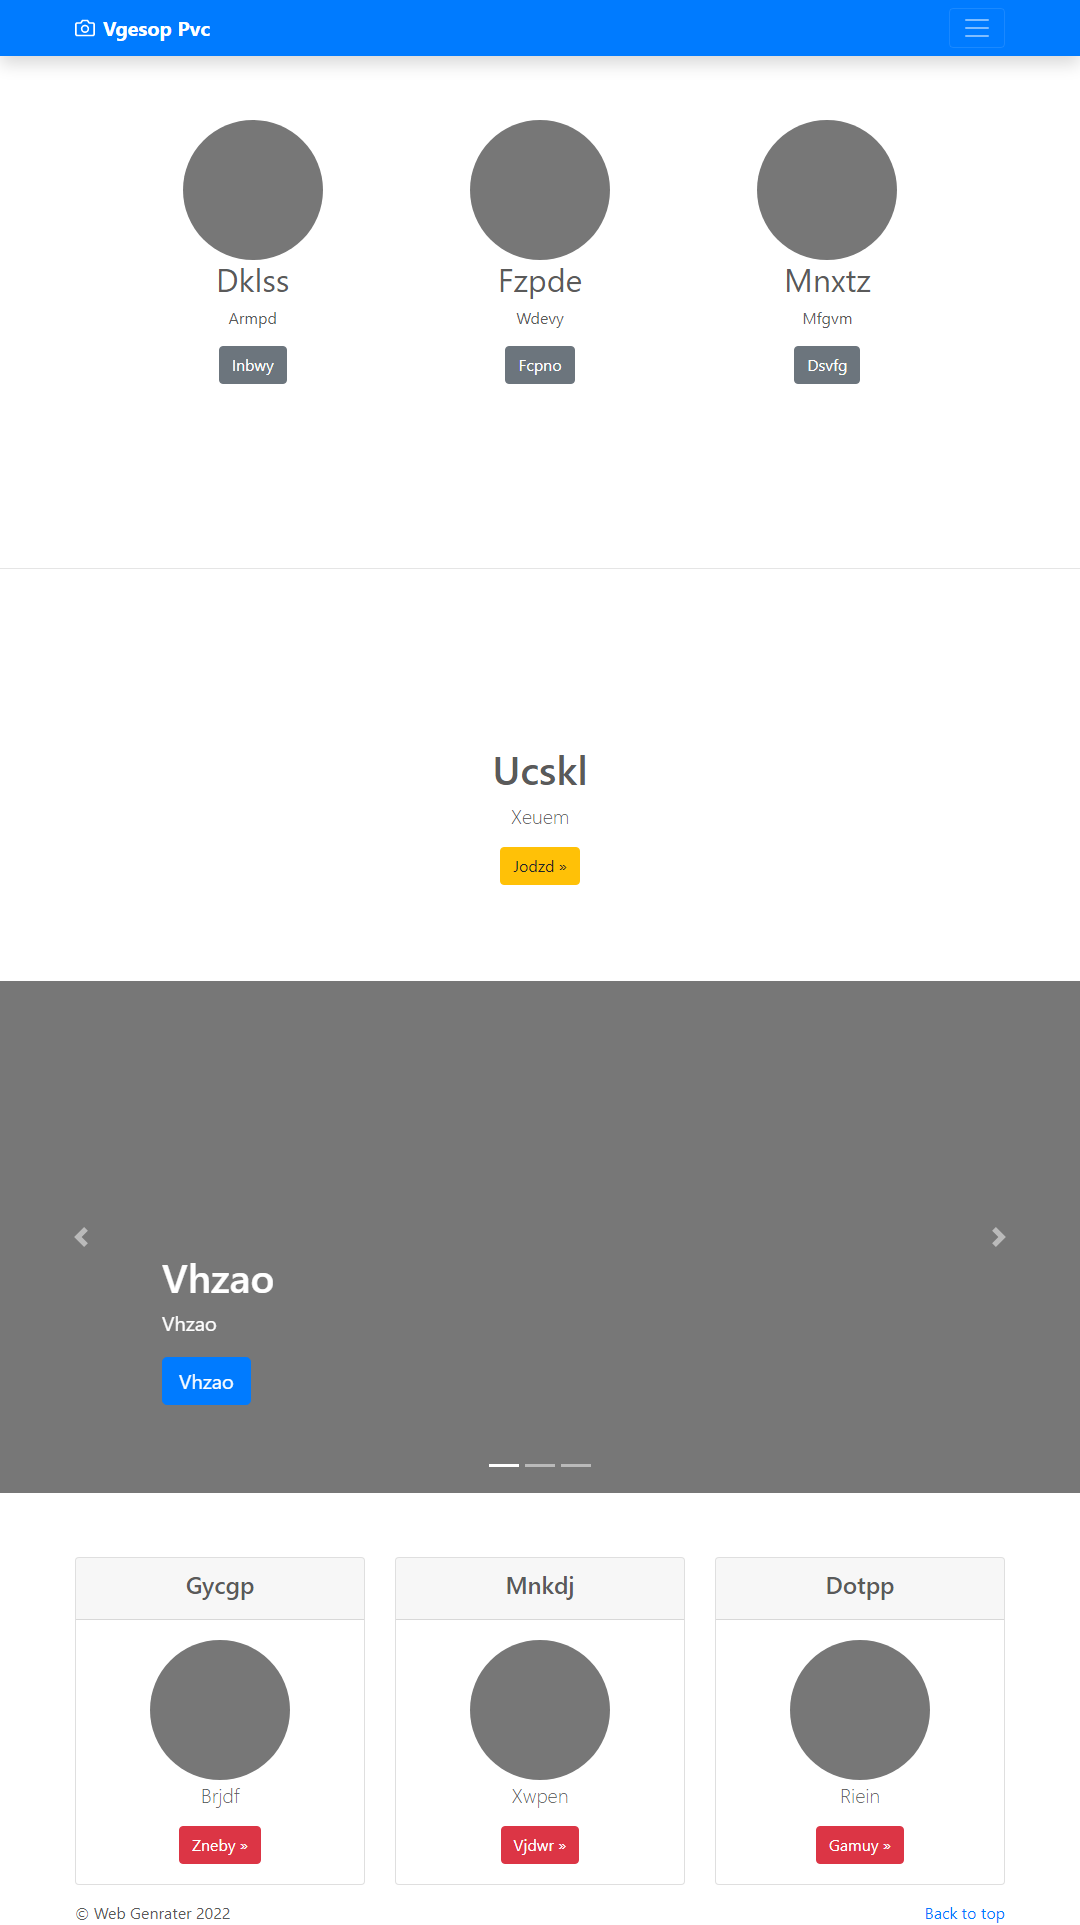 Vgesop Pvc
Dklss
Armpd
Inbwy
Fzpde
Wdevy
Fcpno
Mnxtz
Mfgvm
Dsvfg
Ucskl
Xeuem
Jodzd »
Vhzao
Vhzao
Vhzao
Gycgp
Brjdf
Zneby »
Mnkdj
Xwpen
Vjdwr »
Dotpp
Riein
Gamuy »
© Web Genrater 2022
Back to top